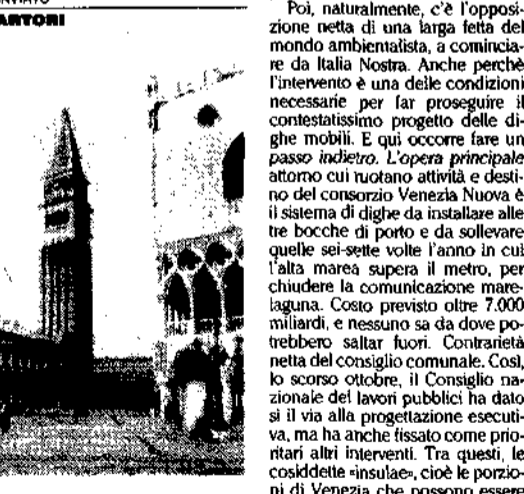 INVIATO
ARTORI
Poi, naturalmente, c'è l'opposi-
zione netta di una larga fetta del
mondo ambientalista, a comincia-
re da Italia Nostra. Anche perchè
l'intervento è una delle condizioni
necessarie per far proseguire il
contestatissimo progetto delle di-
ghe mobili. E qui occorre fare un
passo indietro. L'opera principale
attorno cui ruotano attività e desti-
no del consorzio Venezia Nuova è
il sistema di dighe da installare alle
tre bocche di porto e da sollevare
quelle sei-sette volte l'anno in cui
l'alta marea supera il metro, per
chiudere la comunicazione mare-
laguna. Costo previsto oltre 7.000
miliardi, e nessuno sa da dove po-
trebbero saltar fuori. Contrarietà
netta del consiglio comunale. Così,
lo scorso ottobre, il Consiglio na-
zionale dei lavori pubblici ha dato
sì il via alla progettazione esecuti-
va, ma ha anche fissato come prio-
ritari altri interventi. Tra questi, le
cosiddette «insulae», cioè le porzio-
ni di Venezia che possono essere